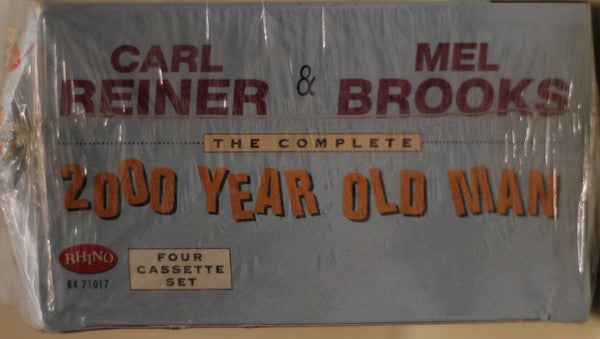 CARL REINER & MEL BROOKS
THE COMPLETE
2000 YEAR OLD MAN
RHINO
R4 71017
FOUR
CASSETTE
SET